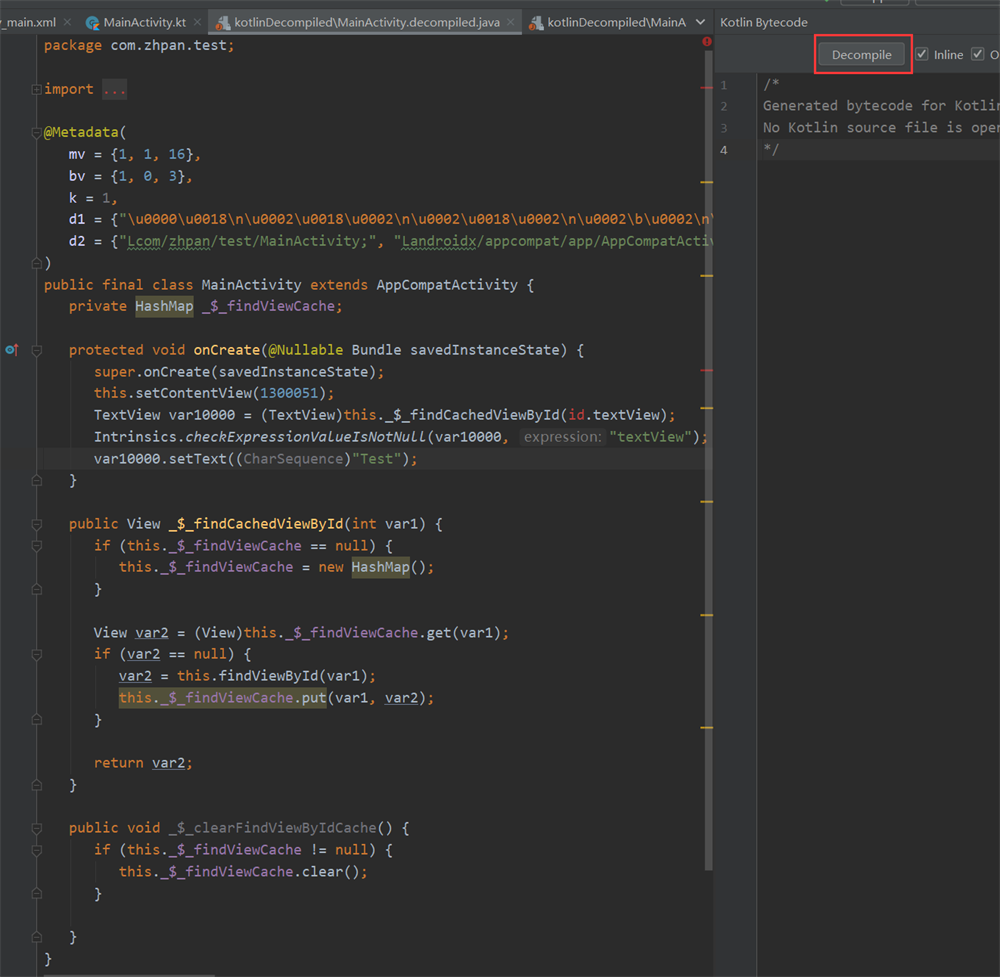 _main.xml MainActivity.kt kotlinDecompiled\MainActivity.decompiled.java kotlinDecompiled\MainA Kotlin Bytecode
Decompile Inline
package com.zhpan.test;
import ...
@Metadata(
mv = {1, 1, 16},
bv = {1, 0, 3},
k = 1,
d1 = {"\u0000\u0018\n\u0002\u0018\u0002\n\u0002\u0018\u0002\n\u0002\b\u0002\n\
d2 = {"Lcom/zhpan/test/MainActivity;", "Landroidx/appcompat/app/AppCompatActiv
)
public final class MainActivity extends AppCompatActivity {
private HashMap _$_findViewCache;
protected void onCreate(@Nullable Bundle savedInstanceState) {
super.onCreate(savedInstanceState);
this.setContentView(1300051);
TextView var10000 = (TextView)this._$_findCachedViewById(id.textView);
Intrinsics.checkExpressionValueIsNotNull(var10000, expression: "textView");
var10000.setText((CharSequence)"Test");
}
public View _$_findCachedViewById(int var1) {
if (this._$_findViewCache == null) {
this._$_findViewCache = new HashMap();
}
View var2 = (View)this._$_findViewCache.get(var1);
if (var2 == null) {
var2 = this.findViewById(var1);
this._$_findViewCache.put(var1, var2);
}
return var2;
}
public void _$_clearFindViewByIdCache() {
if (this._$_findViewCache != null) {
this._$_findViewCache.clear();
}
}
}
1 /*
2 Generated bytecode for Kotlin
3 No Kotlin source file is open
4 */